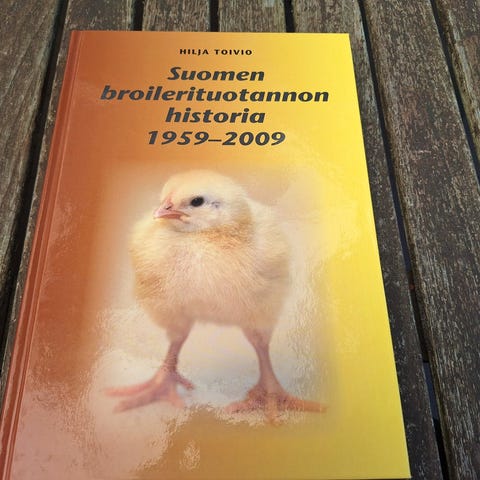 HILJA TOIVIO
Suomen
broilerituotannon
historia
1959–2009